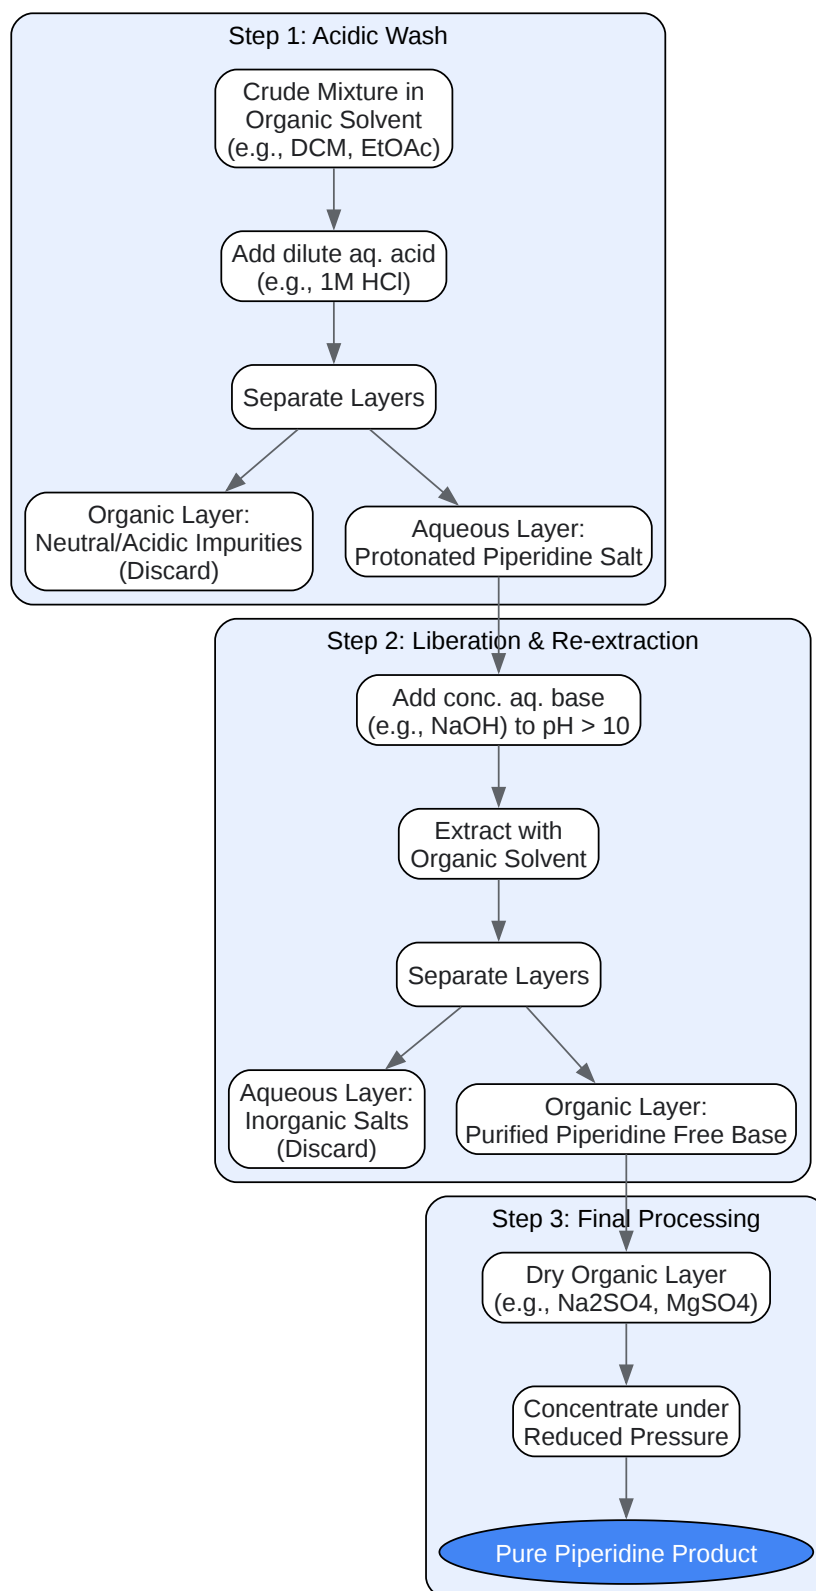 Step 1: Acidic Wash
Crude Mixture in
Organic Solvent
(e.g., DCM, EtOAc)
Add dilute aq. acid
(e.g., 1M HCl)
Separate Layers
Organic Layer:
Neutral/Acidic Impurities
(Discard)
Aqueous Layer:
Protonated Piperidine Salt
Step 2: Liberation & Re-extraction
Add conc. aq. base
(e.g., NaOH) to pH > 10
Extract with
Organic Solvent
Separate Layers
Aqueous Layer:
Inorganic Salts
(Discard)
Organic Layer:
Purified Piperidine Free Base
Step 3: Final Processing
Dry Organic Layer
(e.g., Na2SO4, MgSO4)
Concentrate under
Reduced Pressure
Pure Piperidine Product